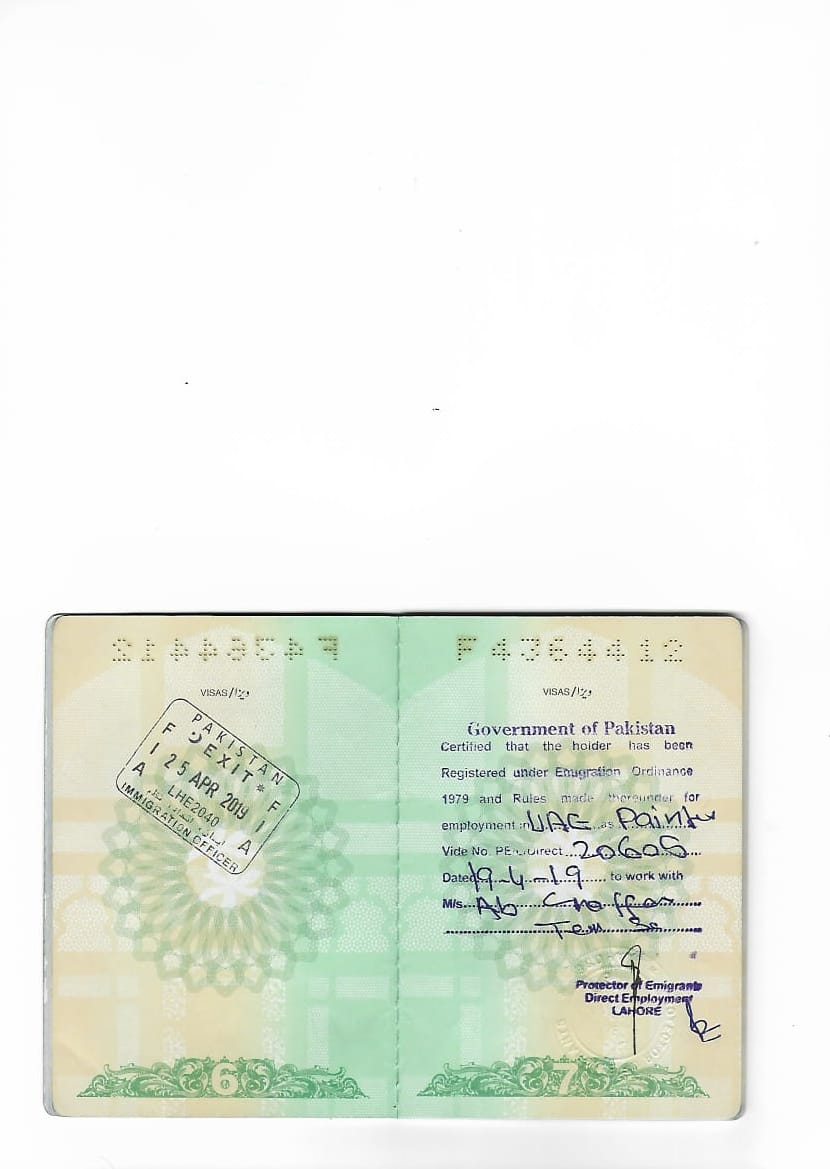 F4364412
VISAS/ویزا
PAKISTAN
EXIT
25 APR 2019
LHE2040
IMMIGRATION OFFICER
F I A
F I A
6
F4364412
VISAS/ویزا
Government of Pakistan
Certified that the holder has been
Registered under Emigration Ordinance
1979 and Rules made thereunder for
employment in UAE as Painter
Vide No. PE-L/Direct 20605
Dated 19-4-19 to work with
M/s. Ab
Protector of Emigrants
Direct Employment
LAHORE
7